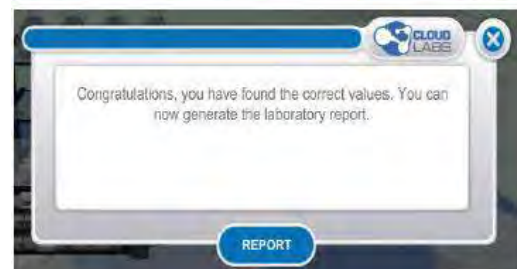 CLOUD
LABS
Congratulations, you have found the correct values. You can
now generate the laboratory report.
REPORT